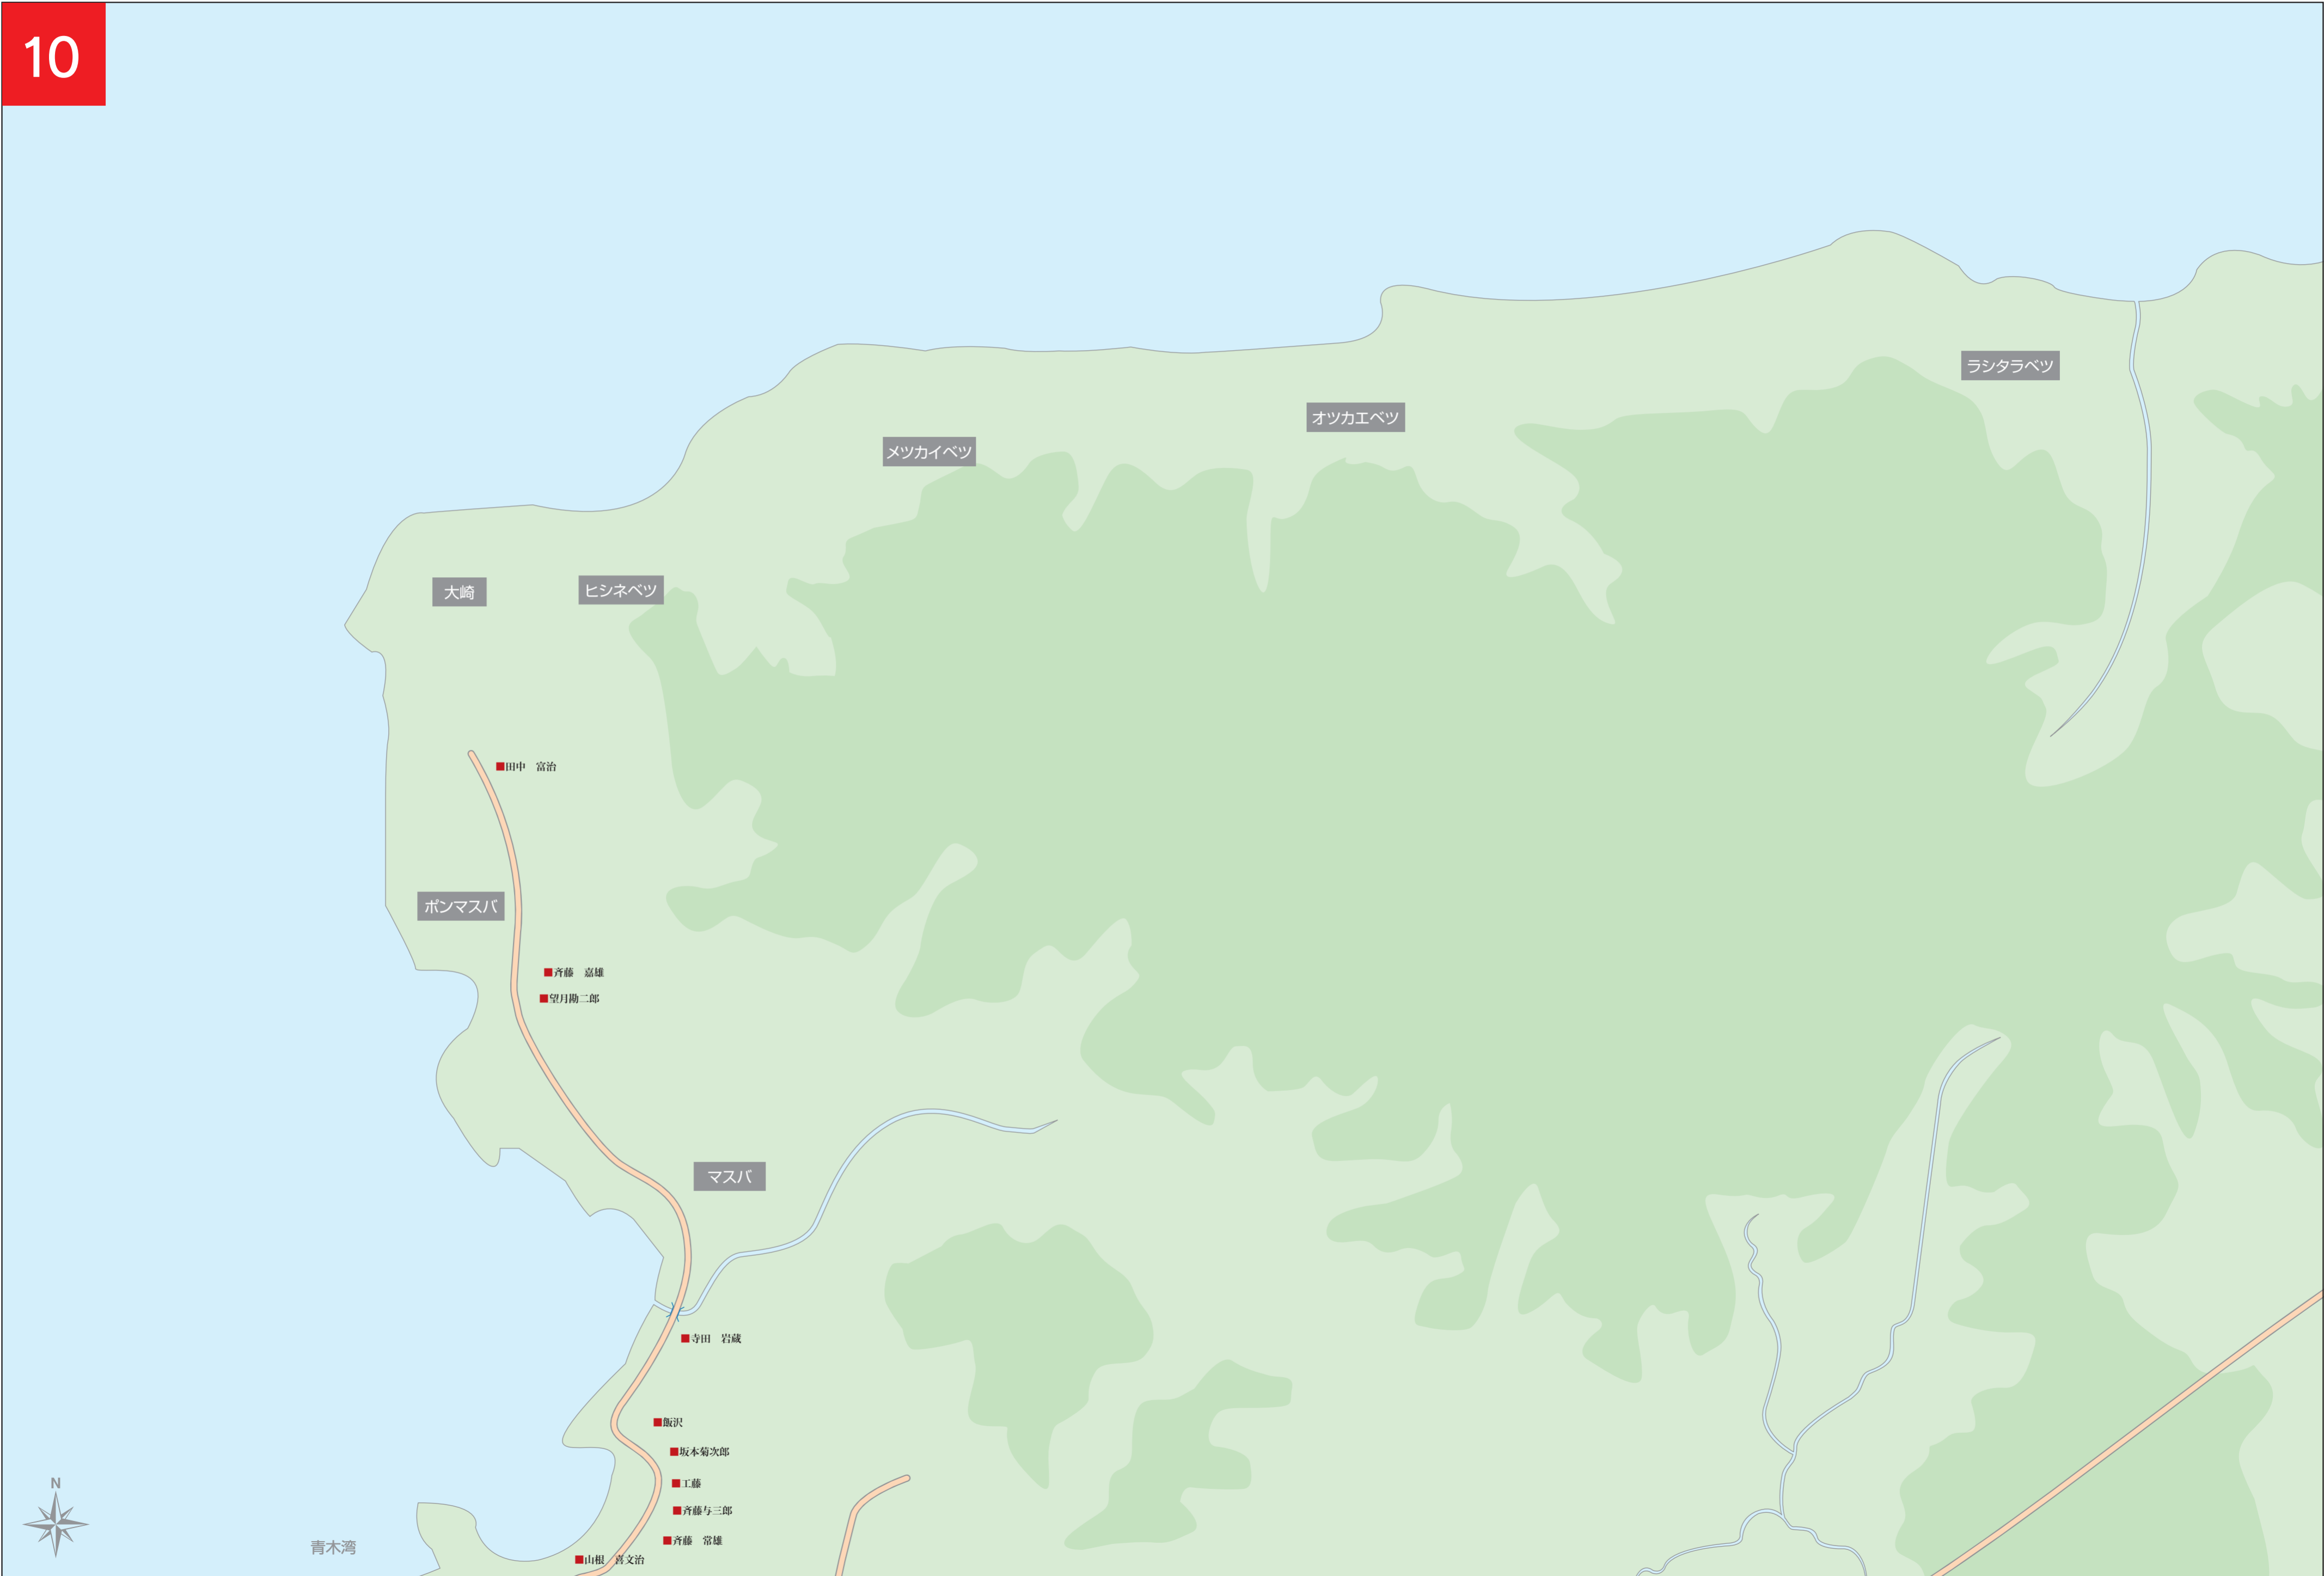 10
ラシタラベツ
オツカエベツ
メツカイベツ
大崎
ヒシネベツ
田中　富治
ポンマスバ
斉藤　嘉雄
望月勘二郎
マスバ
寺田　岩蔵
飯沢
坂本菊次郎
工藤
斉藤与三郎
斉藤　常雄
山根　喜文治
青木湾
N